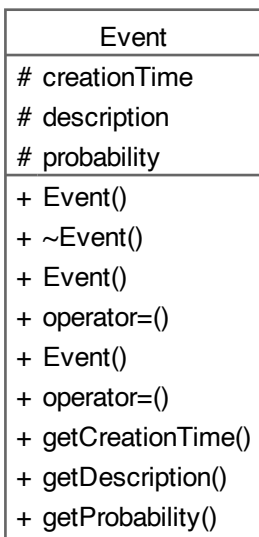 Event
# creationTime
# description
# probability
+ Event()
+ ~Event()
+ Event()
+ operator=()
+ Event()
+ operator=()
+ getCreationTime()
+ getDescription()
+ getProbability()